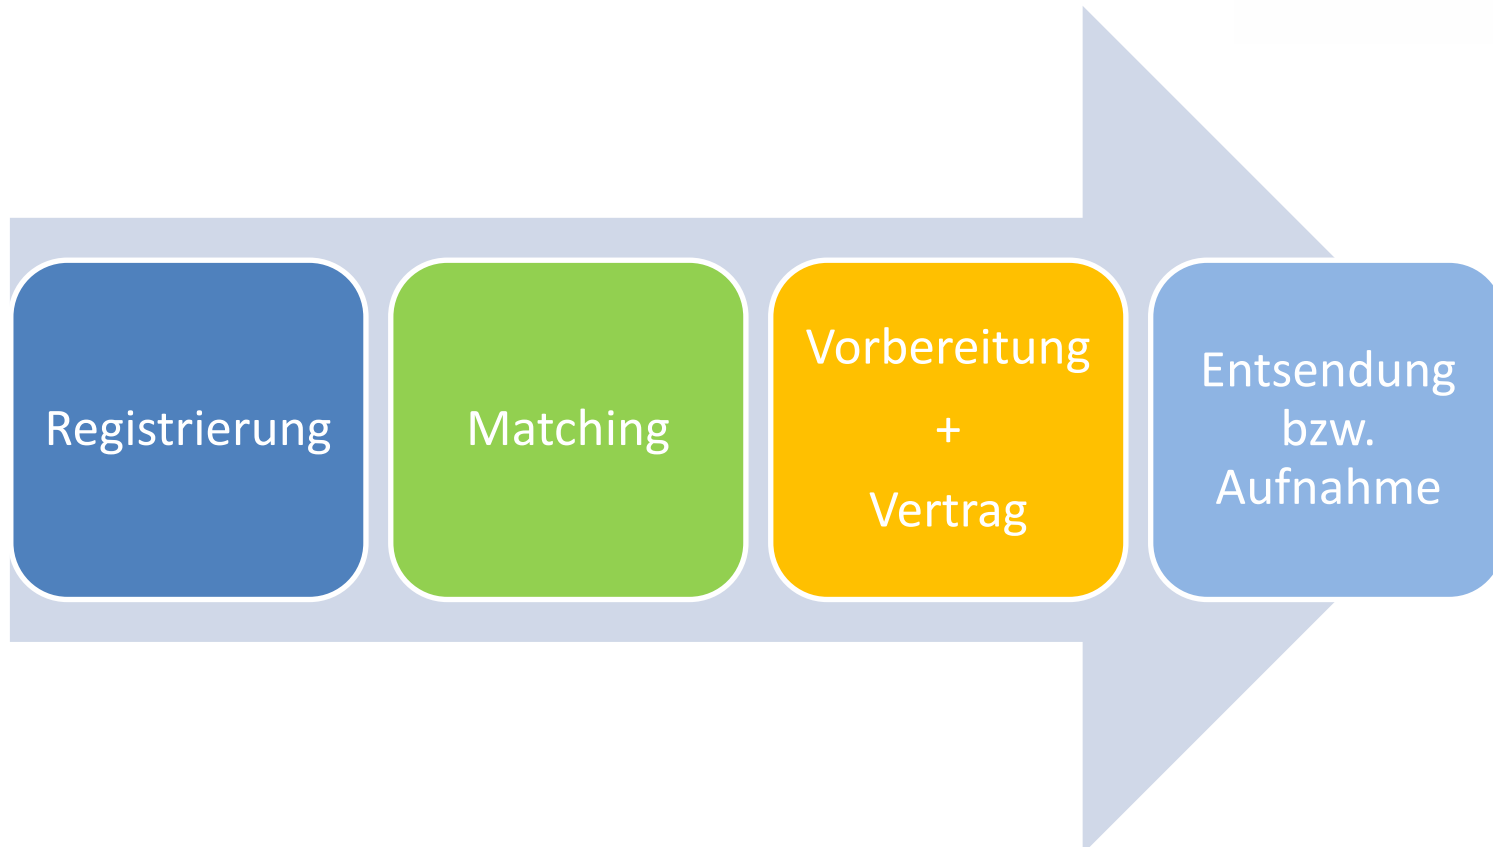 Registrierung
Matching
Vorbereitung
+
Vertrag
Entsendung
bzw.
Aufnahme